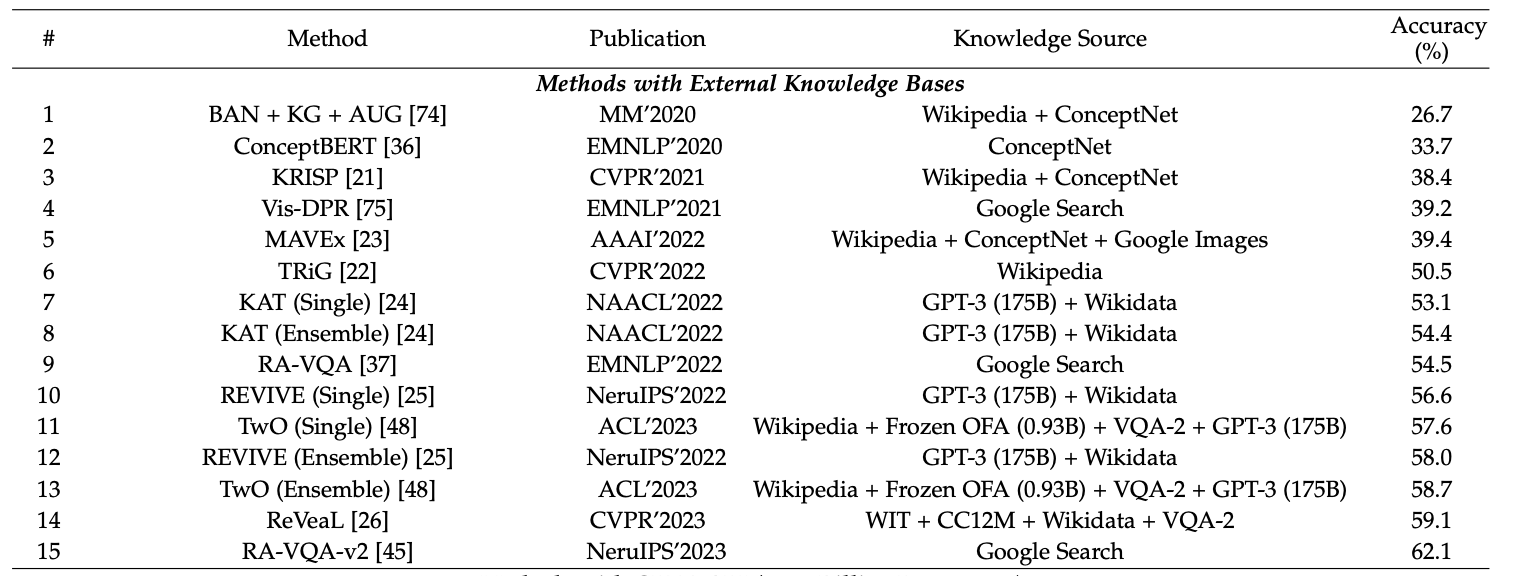 # Method Publication Knowledge Source Accuracy (%)
Methods with External Knowledge Bases
1 BAN + KG + AUG [74] MM’2020 Wikipedia + ConceptNet 26.7
2 ConceptBERT [36] EMNLP’2020 ConceptNet 33.7
3 KRISP [21] CVPR’2021 Wikipedia + ConceptNet 38.4
4 Vis-DPR [75] EMNLP’2021 Google Search 39.2
5 MAVEx [23] AAAI’2022 Wikipedia + ConceptNet + Google Images 39.4
6 TRiG [22] CVPR’2022 Wikipedia 50.5
7 KAT (Single) [24] NAACL’2022 GPT-3 (175B) + Wikidata 53.1
8 KAT (Ensemble) [24] NAACL’2022 GPT-3 (175B) + Wikidata 54.4
9 RA-VQA [37] EMNLP’2022 Google Search 54.5
10 REVIVE (Single) [25] NeruIPS’2022 GPT-3 (175B) + Wikidata 56.6
11 TwO (Single) [48] ACL’2023 Wikipedia + Frozen OFA (0.93B) + VQA-2 + GPT-3 (175B) 57.6
12 REVIVE (Ensemble) [25] NeruIPS’2022 GPT-3 (175B) + Wikidata 58.0
13 TwO (Ensemble) [48] ACL’2023 Wikipedia + Frozen OFA (0.93B) + VQA-2 + GPT-3 (175B) 58.7
14 ReVeaL [26] CVPR’2023 WIT + CC12M + Wikidata + VQA-2 59.1
15 RA-VQA-v2 [45] NeruIPS’2023 Google Search 62.1